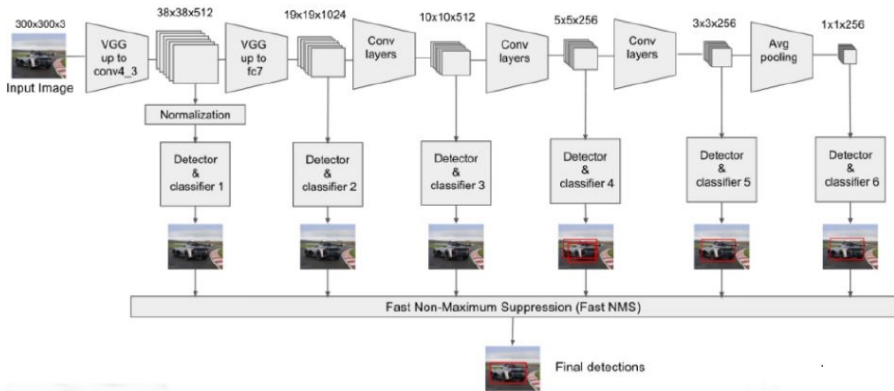 300x300x3
38x38x512
19x19x1024
10x10x512
5x5x256
3x3x256
1x1x256
VGG
up to
conv4_3
VGG
up to
fc7
Conv
layers
Conv
layers
Conv
layers
Avg
pooling
Input Image
Normalization
Detector
&
classifier 1
Detector
&
classifier 2
Detector
&
classifier 3
Detector
&
classifier 4
Detector
&
classifier 5
Detector
&
classifier 6
Fast Non-Maximum Suppression (Fast NMS)
Final detections